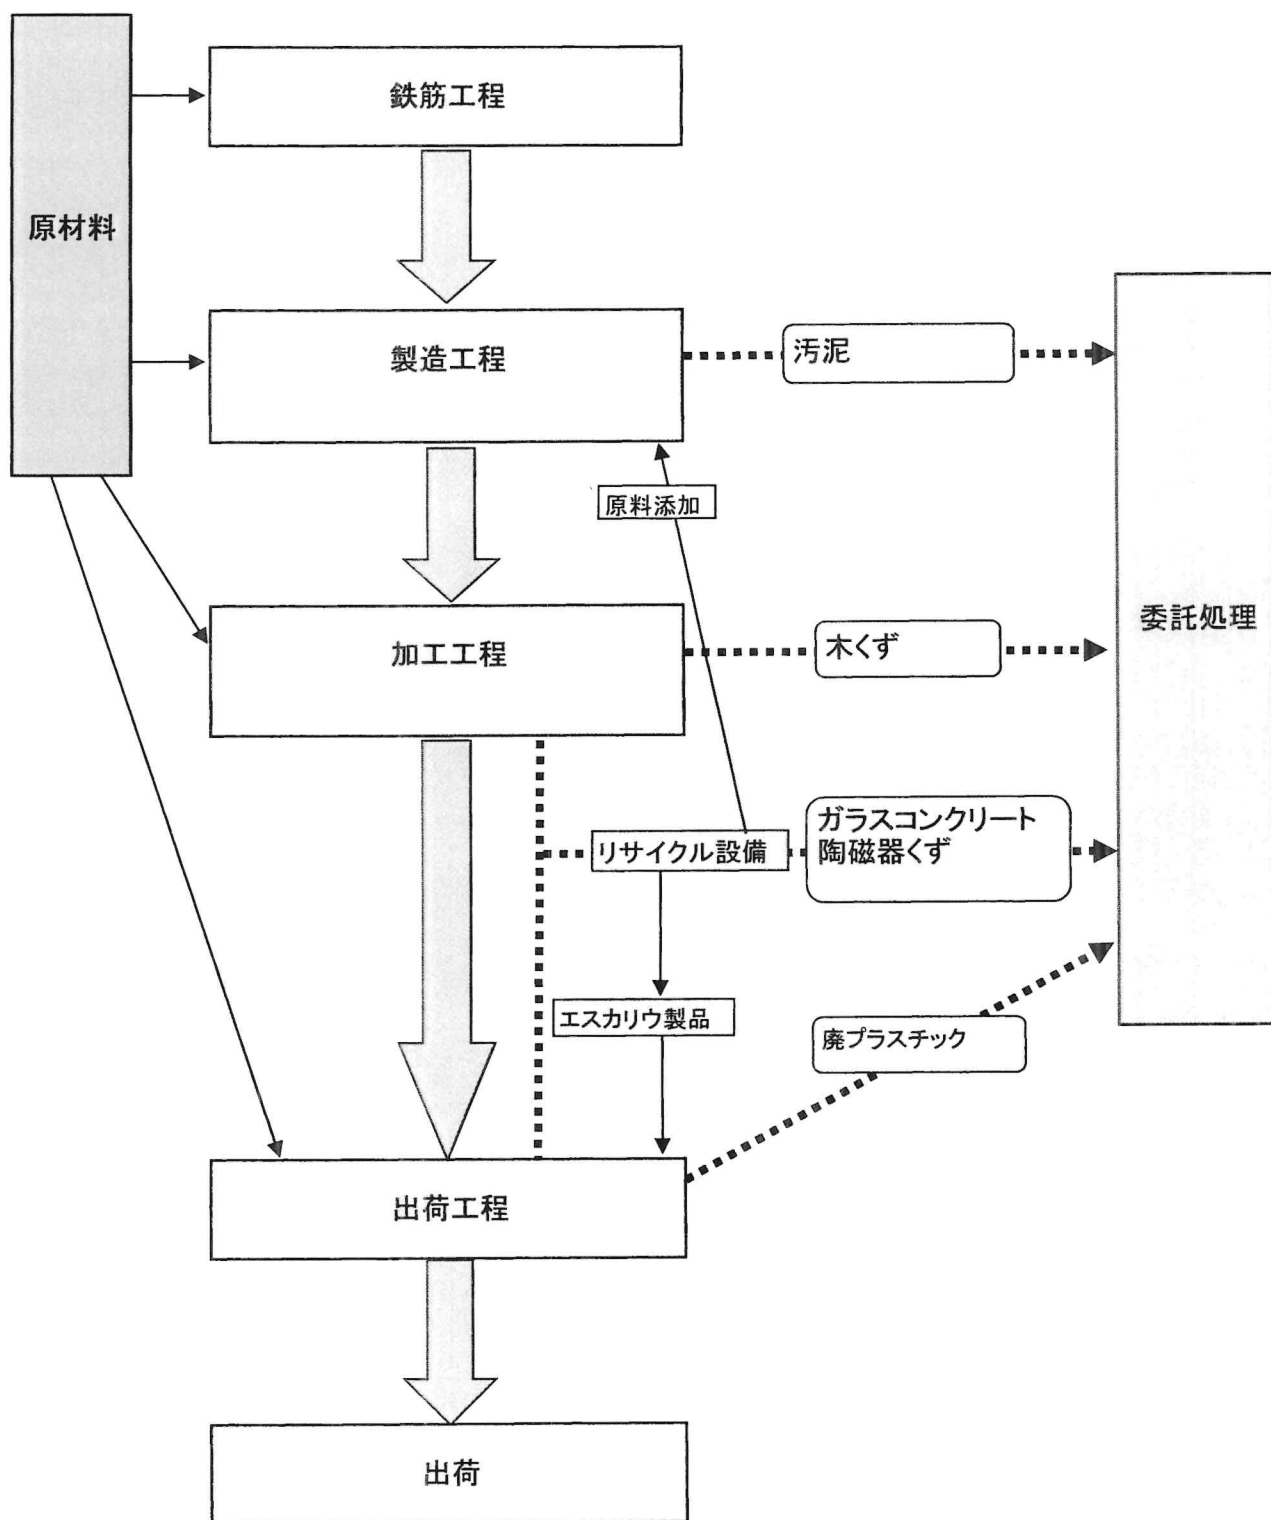 鉄筋工程
原材料
製造工程
汚泥
原料添加
加工工程
木くず
委託処理
リサイクル設備
ガラスコンクリート
陶磁器くず
エスカリウ製品
廃プラスチック
出荷工程
出荷